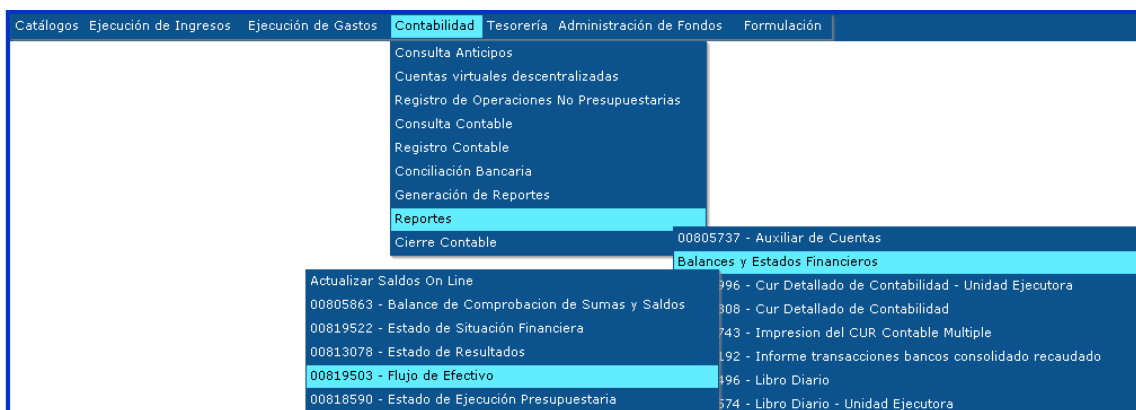 Catálogos Ejecución de Ingresos Ejecución de Gastos Contabilidad Tesorería Administración de Fondos Formulación
Consulta Anticipos
Cuentas virtuales descentralizadas
Registro de Operaciones No Presupuestarias
Consulta Contable
Registro Contable
Conciliación Bancaria
Generación de Reportes
Reportes
Cierre Contable
00805737 - Auxiliar de Cuentas
Balances y Estados Financieros
996 - Cur Detallado de Contabilidad - Unidad Ejecutora
808 - Cur Detallado de Contabilidad
743 - Impresion del CUR Contable Multiple
192 - Informe transacciones bancos consolidado recaudado
496 - Libro Diario
574 - Libro Diario - Unidad Ejecutora
Actualizar Saldos On Line
00805863 - Balance de Comprobacion de Sumas y Saldos
00819522 - Estado de Situación Financiera
00813078 - Estado de Resultados
00819503 - Flujo de Efectivo
00818590 - Estado de Ejecución Presupuestaria